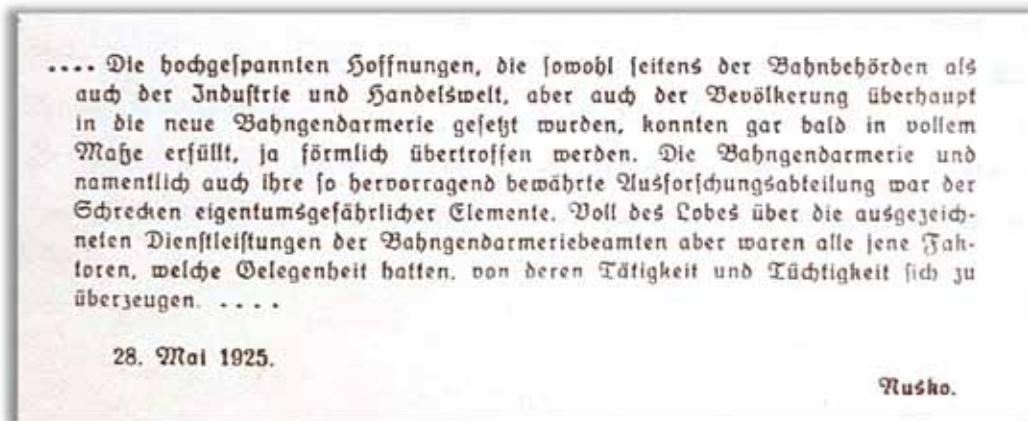 .... Die hochgespannten Hoffnungen, die sowohl seitens der Bahnbehörden als
auch der Industrie und Handelswelt, aber auch der Bevölkerung überhaupt
in die neue Bahngendarmerie gesetzt wurden, konnten gar bald in vollem
Maße erfüllt, ja förmlich übertroffen werden. Die Bahngendarmerie und
namentlich auch ihre so hervorragend bewährte Ausforschungsabteilung war der
Schrecken eigentumsgefährlicher Elemente. Voll des Lobes über die ausgezeich-
neten Dienstleistungen der Bahngendarmeriebeamten aber waren alle jene Fak-
toren, welche Gelegenheit hatten, von deren Tätigkeit und Tüchtigkeit sich zu
überzeugen. ....
28. Mai 1925.
Rusko.